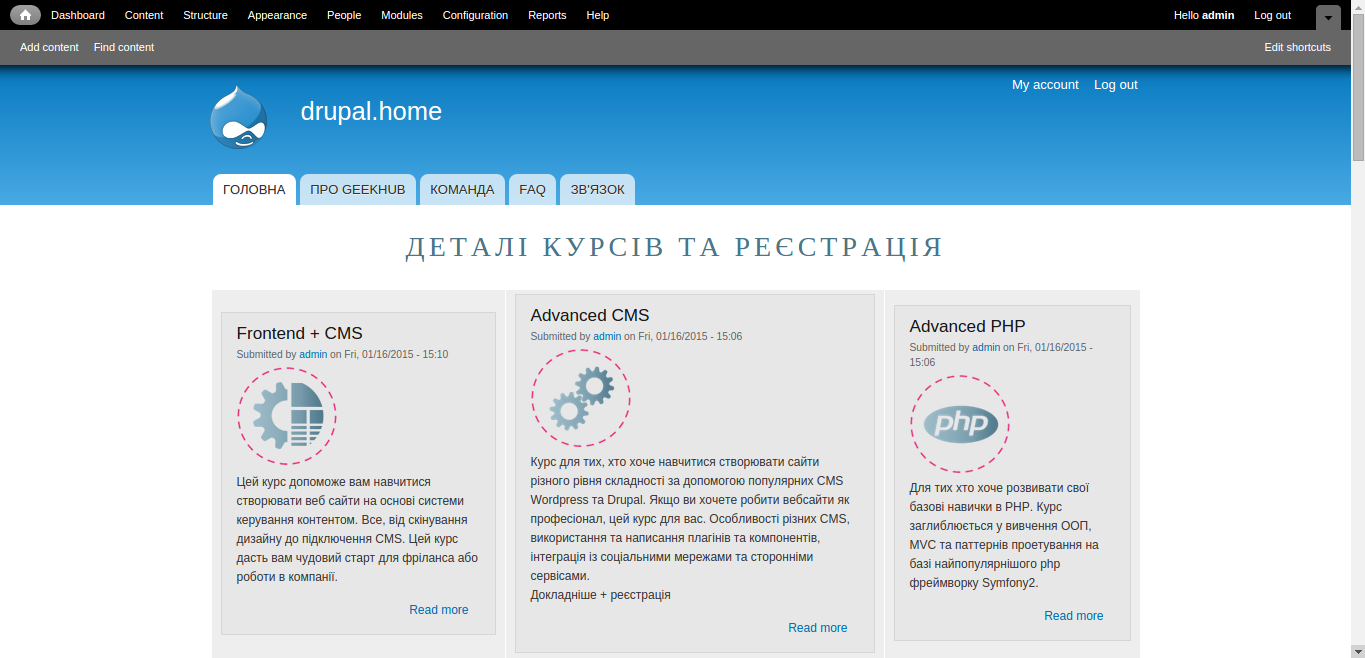 Dashboard Content Structure Appearance People Modules Configuration Reports Help Hello admin Log out
Add content Find content Edit shortcuts
My account Log out
drupal.home
ГОЛОВНА ПРО GEEKHUB КОМАНДА FAQ ЗВ'ЯЗОК
ДЕТАЛІ КУРСІВ ТА РЕЄСТРАЦІЯ
Frontend + CMS
Submitted by admin on Fri, 01/16/2015 - 15:10
Цей курс допоможе вам навчитися
створювати веб сайти на основі системи
керування контентом. Все, від скінування
дизайну до підключення CMS. Цей курс
дасть вам чудовий старт для фріланса або
роботи в компанії.
Read more
Advanced CMS
Submitted by admin on Fri, 01/16/2015 - 15:06
Курс для тих, хто хоче навчитися створювати сайти
різного рівня складності за допомогою популярних CMS
Wordpress та Drupal. Якщо ви хочете робити вебсайти як
професіонал, цей курс для вас. Особливості різних CMS,
використання та написання плагінів та компонентів,
інтеграція із соціальними мережами та сторонніми
сервісами.
Докладніше + реєстрація
Read more
Advanced PHP
Submitted by admin on Fri, 01/16/2015 -
15:06
php
Для тих хто хоче розвивати свої
базові навички в PHP. Курс
заглиблюється у вивчення ООП,
MVC та паттернів проетування на
базі найпопулярнішого php
фреймворку Symfony2.
Read more